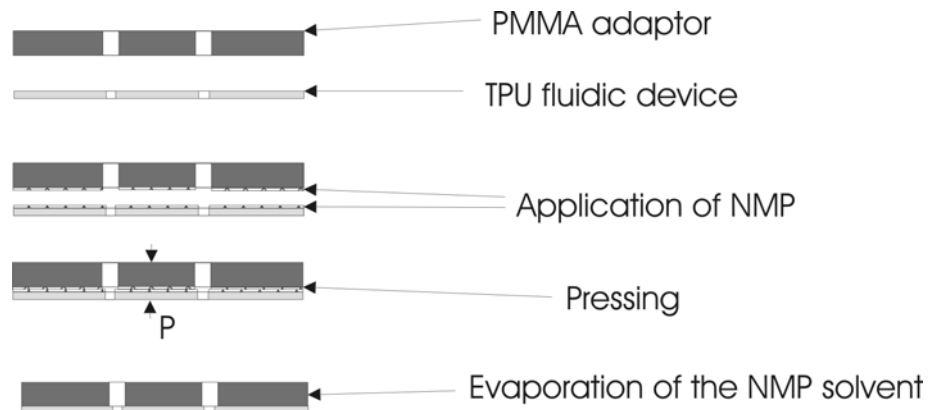 PMMA adaptor
TPU fluidic device
Application of NMP
Pressing
P
Evaporation of the NMP solvent